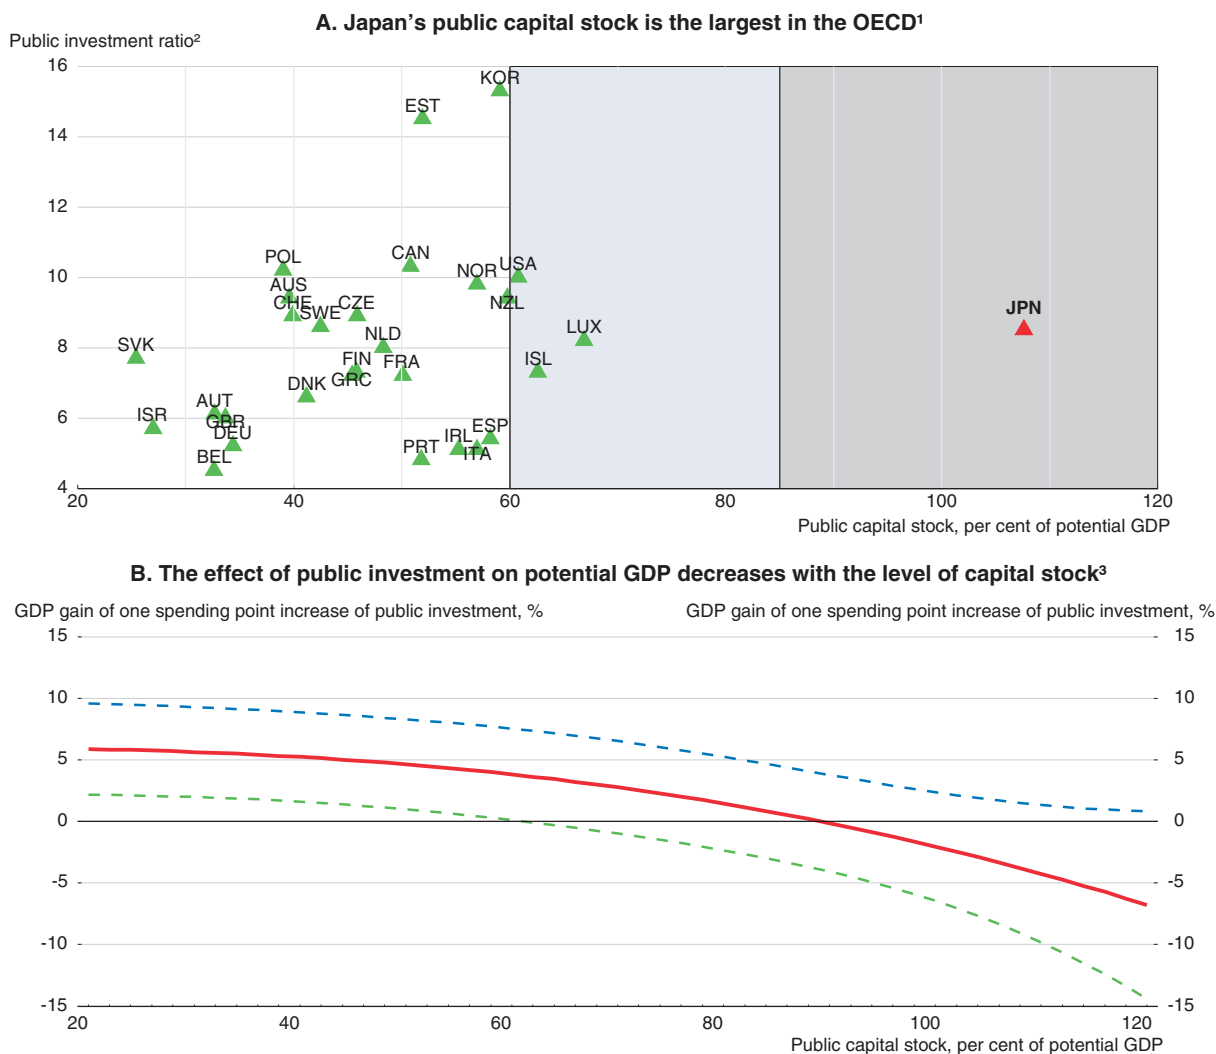 A. Japan's public capital stock is the largest in the OECD¹
Public investment ratio²
16
14
12
10
8
6
4
KOR
EST
POL
CAN
AUS
NOR
USA
CHE
CZE
NZL
SWE
JPN
LUX
NLD
SVK
FIN
FRA
ISL
GRC
DNK
AUT
ISR
GBR
DEU
ESP
IRL
PRT
ITA
BEL
20 40 60 80 100 120
Public capital stock, per cent of potential GDP
B. The effect of public investment on potential GDP decreases with the level of capital stock³
GDP gain of one spending point increase of public investment, % GDP gain of one spending point increase of public investment, %
15 15
10 10
5 5
0 0
-5 -5
-10 -10
-15 -15
20 40 60 80 100 120
Public capital stock, per cent of potential GDP